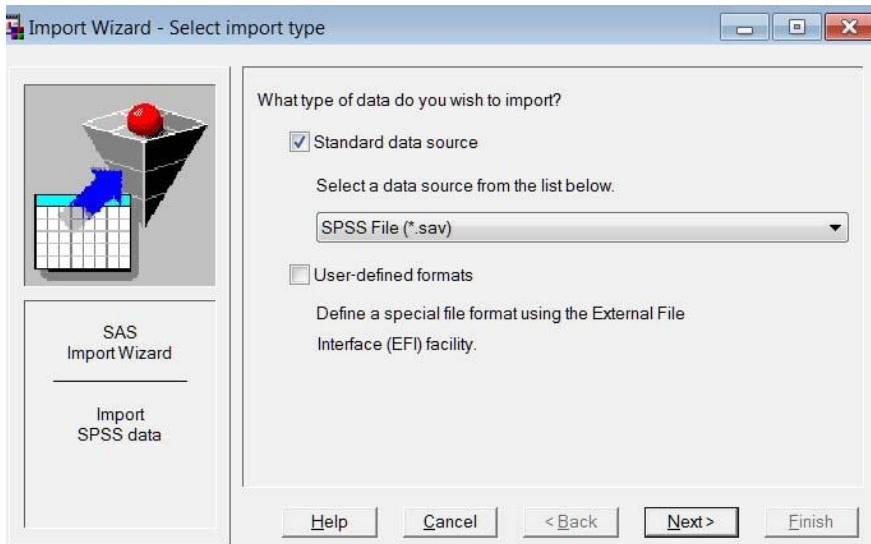 Import Wizard - Select import type
What type of data do you wish to import?
Standard data source
Select a data source from the list below.
SPSS File (*.sav)
User-defined formats
Define a special file format using the External File
Interface (EFI) facility.
SAS
Import Wizard
Import
SPSS data
Help Cancel < Back Next > Finish